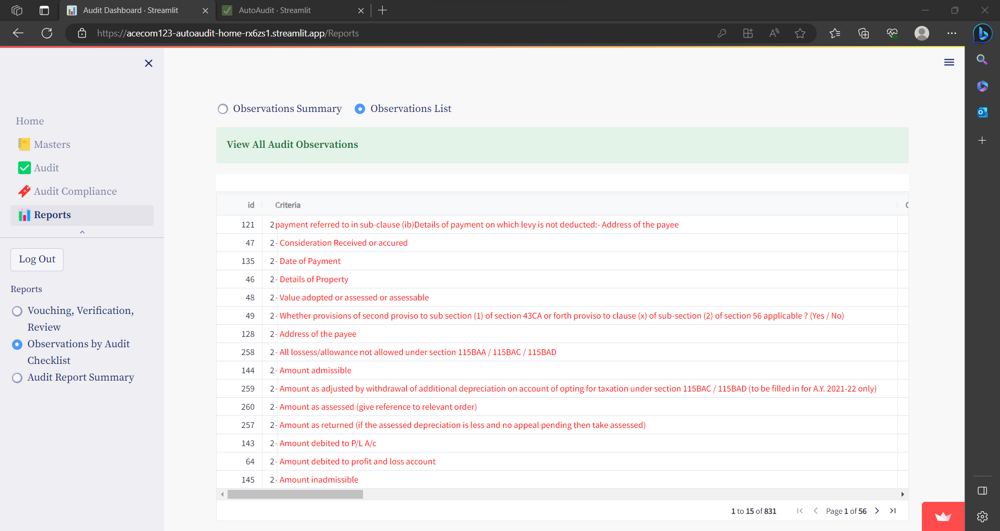 Audit Dashboard · Streamlit
AutoAudit · Streamlit
https://acecom123-autoaudit-home-rx6zs1.streamlit.app/Reports
Home
Masters
Audit
Audit Compliance
Reports
Log Out
Reports
Vouching, Verification,
Review
Observations by Audit
Checklist
Audit Report Summary
Observations Summary
Observations List
View All Audit Observations
id Criteria
121 2 payment referred to in sub-clause (ib)Details of payment on which levy is not deducted:- Address of the payee
47 2 - Consideration Received or accured
135 2 - Date of Payment
46 2 - Details of Property
48 2 - Value adopted or assessed or assessable
49 2 - Whether provisions of second proviso to sub section (1) of section 43CA or forth proviso to clause (x) of sub-section (2) of section 56 applicable ? (Yes / No)
128 2 - Address of the payee
258 2 - All lossess/allowance not allowed under section 115BAA / 115BAC / 115BAD
144 2 - Amount admissible
259 2 - Amount as adjusted by withdrawal of additional depreciation on account of opting for taxation under section 115BAC / 115BAD (to be filled in for A.Y. 2021-22 only)
260 2 - Amount as assessed (give reference to relevant order)
257 2 - Amount as returned (if the assessed depreciation is less and no appeal pending then take assessed)
143 2 - Amount debited to P/L A/c
64 2 - Amount debited to profit and loss account
145 2 - Amount inadmissible
1 to 15 of 831 Page 1 of 56